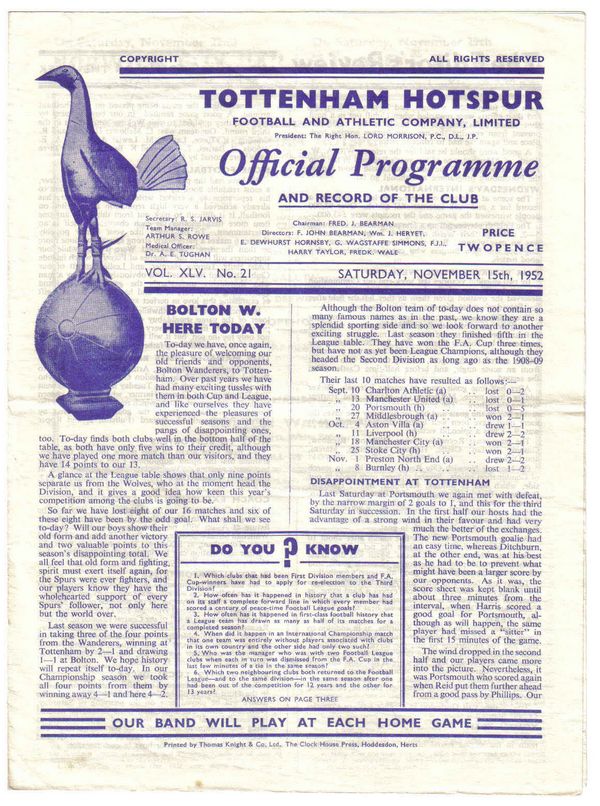 COPYRIGHT
ALL RIGHTS RESERVED
TOTTENHAM HOTSPUR
FOOTBALL AND ATHLETIC COMPANY, LIMITED
President: The Right Hon. LORD MORRISON, P.C., D.L., J.P.
Official Programme
AND RECORD OF THE CLUB
Secretary: R. S. JARVIS
Team Manager:
ARTHUR S. ROWE
Medical Officer:
Dr. A. E. TUGHAN
Chairman: FRED. J. BEARMAN.
Directors: F. JOHN BEARMAN, Wm. J. HERYET,
E. DEWHURST HORNSBY, G. WAGSTAFFE SIMMONS, F.J.I.,
HARRY TAYLOR, FREDK. WALE
PRICE
TWOPENCE
VOL. XLV. No. 21
SATURDAY, NOVEMBER 15th, 1952
BOLTON W.
HERE TODAY
To-day we have, once again,
the pleasure of welcoming our
old friends and opponents,
Bolton Wanderers, to Totten-
ham. Over past years we have
had many exciting tussles with
them in both Cup and League,
and like ourselves they have
experienced the pleasures of
successful seasons and the
pangs of disappointing ones,
too. To-day finds both clubs well in the bottom half of the
table, as both have only five wins to their credit, although
we have played one more match than our visitors, and they
have 14 points to our 13.
A glance at the League table shows that only nine points
separate us from the Wolves, who at the moment head the
Division, and it gives a good idea how keen this year's
competition among the clubs is going to be.
So far we have lost eight of our 16 matches and six of
these eight have been by the odd goal. What shall we see
to-day? Will our boys show their
old form and add another victory
and two valuable points to this
season's disappointing total. We
all feel that old form and fighting,
spirit must exert itself again, for
the Spurs were ever fighters, and
our players know they have the
wholehearted support of every
Spurs' follower, not only here
but the world over.
Last season we were successful
in taking three of the four points
from the Wanderers, winning at
Tottenham by 2—1 and drawing
1—1 at Bolton. We hope history
will repeat itself to-day. In our
Championship season we took
all four points from them by
winning away 4—1 and here 4—2.
Although the Bolton team of to-day does not contain so
many famous names as in the past, we know they are a
splendid sporting side and so we look forward to another
exciting struggle. Last season they finished fifth in the
League table. They have won the F.A. Cup three times,
but have not as yet been League Champions, although they
headed the Second Division as long ago as the 1908-09
season.
Their last 10 matches have resulted as follows:—
Sept. 10 Charlton Athletic (a) .. lost 0—2
„ 13 Manchester United (a) .. lost 0—1
„ 20 Portsmouth (h) .. lost 0—5
„ 27 Middlesbrough (a) .. won 2—1
Oct. 4 Aston Villa (a) .. drew 1—1
„ 11 Liverpool (h) .. drew 2—2
„ 18 Manchester City (a) .. won 2—1
„ 25 Stoke City (h) .. won 2—1
Nov. 1 Preston North End (a) .. drew 2—2
„ 8 Burnley (h) .. lost 1—2
DISAPPOINTMENT AT TOTTENHAM
Last Saturday at Portsmouth we again met with defeat,
by the narrow margin of 2 goals to 1, and this for the third
Saturday in succession. In the first half our hosts had the
advantage of a strong wind in their favour and had very
much the better of the exchanges.
The new Portsmouth goalie had
an easy time, whereas Ditchburn,
at the other end, was at his best
as he had to be to prevent what
might have been a larger score by
our opponents. As it was, the
score sheet was kept blank until
about three minutes from the
interval, when Harris scored a
good goal for Portsmouth, al-
though as will happen, the same
player had missed a "sitter" in
the first 15 minutes of the game.
The wind dropped in the second
half and our players came more
into the picture. Nevertheless, it
was Portsmouth who scored again
when Reid put them further ahead
from a good pass by Phillips. Our
DO YOU ? KNOW
1. Which clubs that had been First Division members and F.A.
Cup-winners have had to apply for re-election to the Third
Division?
2. How often has it happened in history that a club has had
on its staff a complete forward line in which every member had
scored a century of peace-time Football League goals?
3. How often has it happened in first-class football history that
a League team has drawn as many as half of its matches for a
completed season?
4. When did it happen in an International Championship match
that one team was entirely without players associated with clubs
in its own country and the other side had only two such?
5. Who was the manager who was with two Football League
clubs when each in turn was dismissed from the F.A. Cup in the
last few minutes of a tie in the same season?
6. Which two neighbouring clubs both returned to the Football
League—and to the same division—in the same season after one
had been out of the competition for 12 years and the other for
13 years?
ANSWERS ON PAGE THREE
OUR BAND WILL PLAY AT EACH HOME GAME
Printed by Thomas Knight & Co., Ltd., The Clock House Press, Hoddesdon, Herts